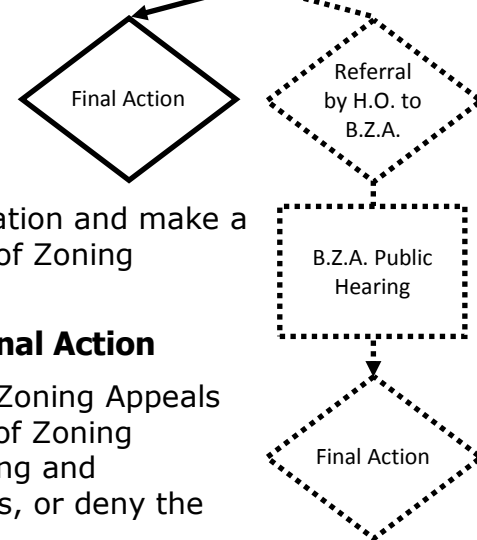 Final Action
Referral
by H.O. to
B.Z.A.
ation and make a
of Zoning
B.Z.A. Public
Hearing
nal Action
Zoning Appeals
of Zoning
ng and
s, or deny the
Final Action